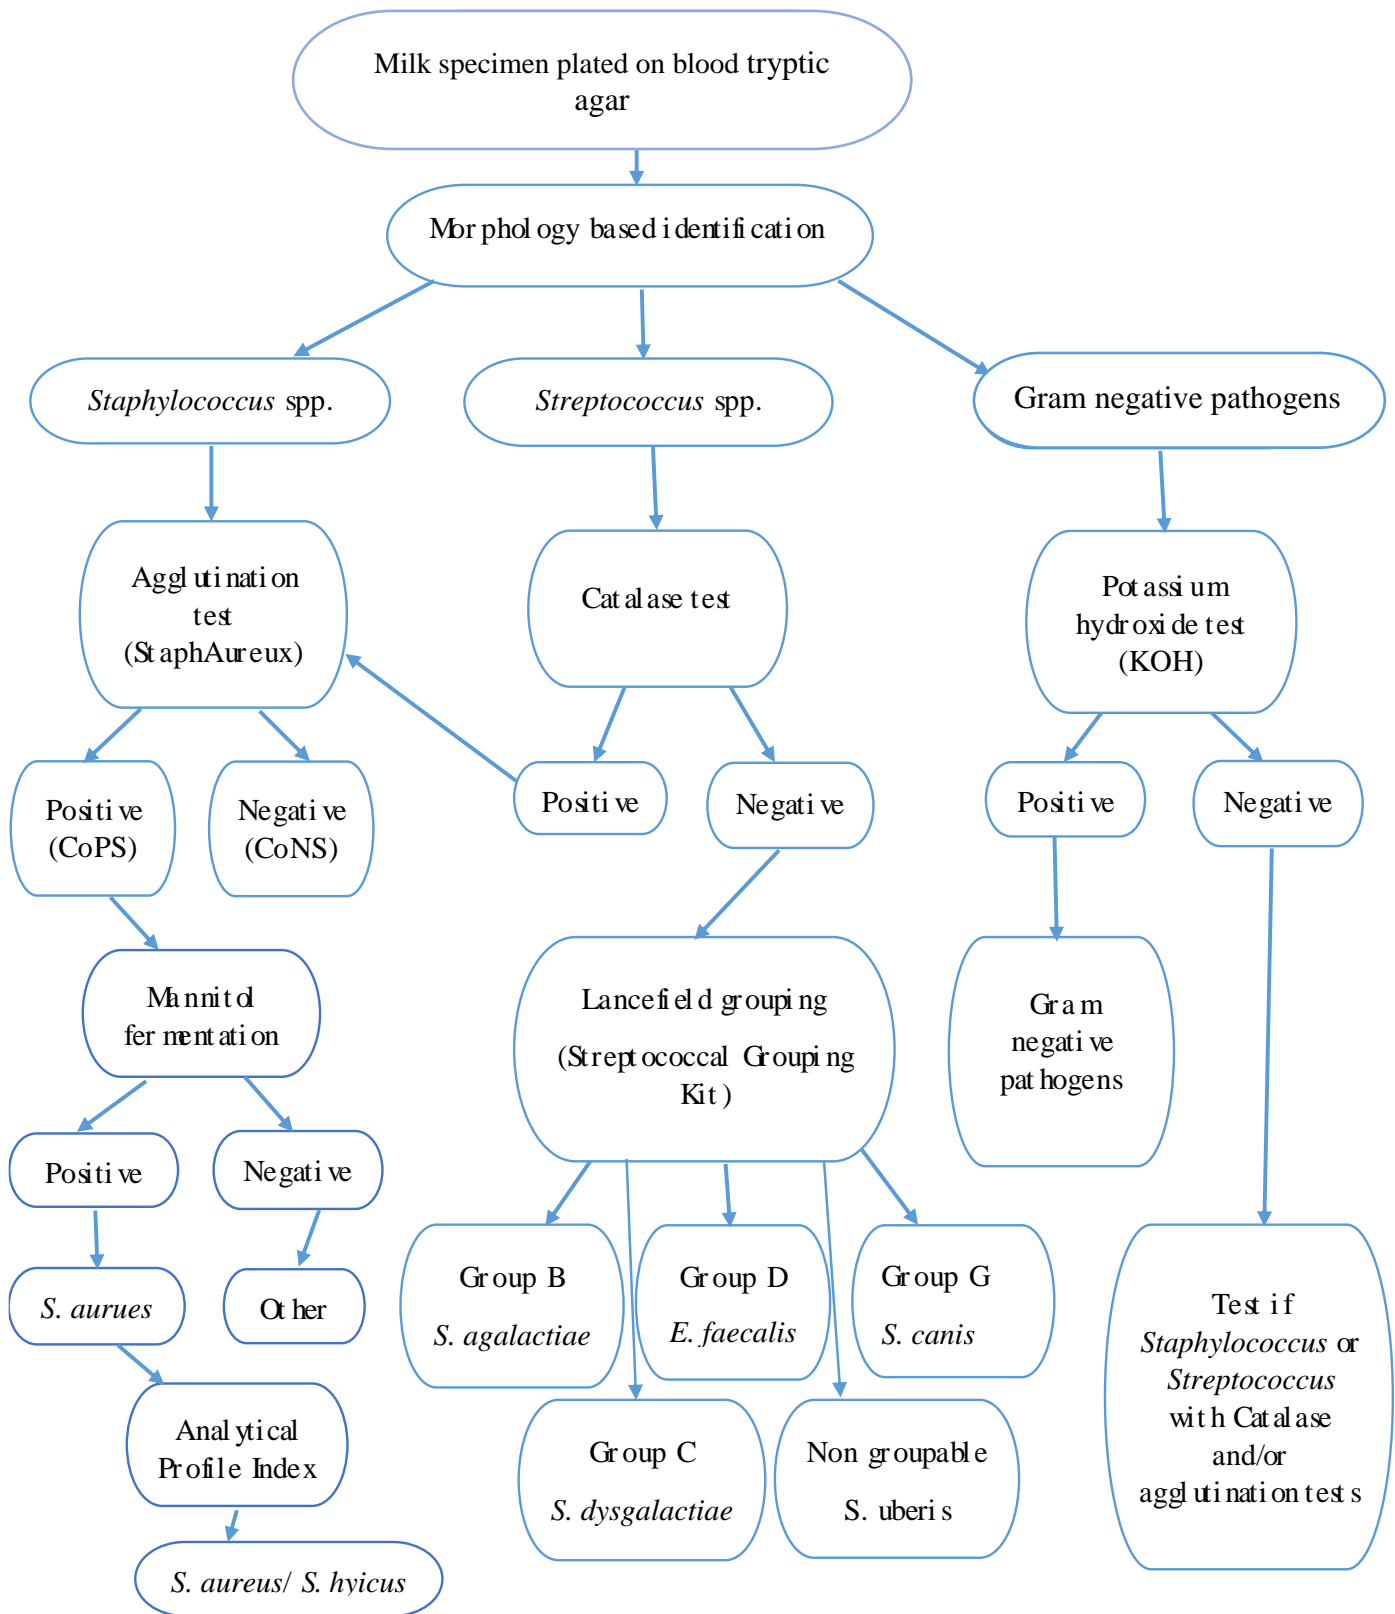 Milk specimen plated on blood tryptic
agar
Morphology based identification
Staphylococcus spp.
Streptococcus spp.
Gram negative pathogens
Agglutination
test
(StaphAureux)
Catalase test
Potassium
hydroxide test
(KOH)
Positive
(CoPS)
Negative
(CoNS)
Positive
Negative
Positive
Negative
Mannitol
fermentation
Lancefield grouping
(Streptococcal Grouping
Kit)
Gram
negative
pathogens
Positive
Negative
S. aurues
Other
Group B
S. agalactiae
Group D
E. faecalis
Group G
S. canis
Test if
Staphylococcus or
Streptococcus
with Catalase
and/or
agglutination tests
Analytical
Profile Index
Group C
S. dysgalactiae
Non groupable
S. uberis
S. aureus/ S. hyicus